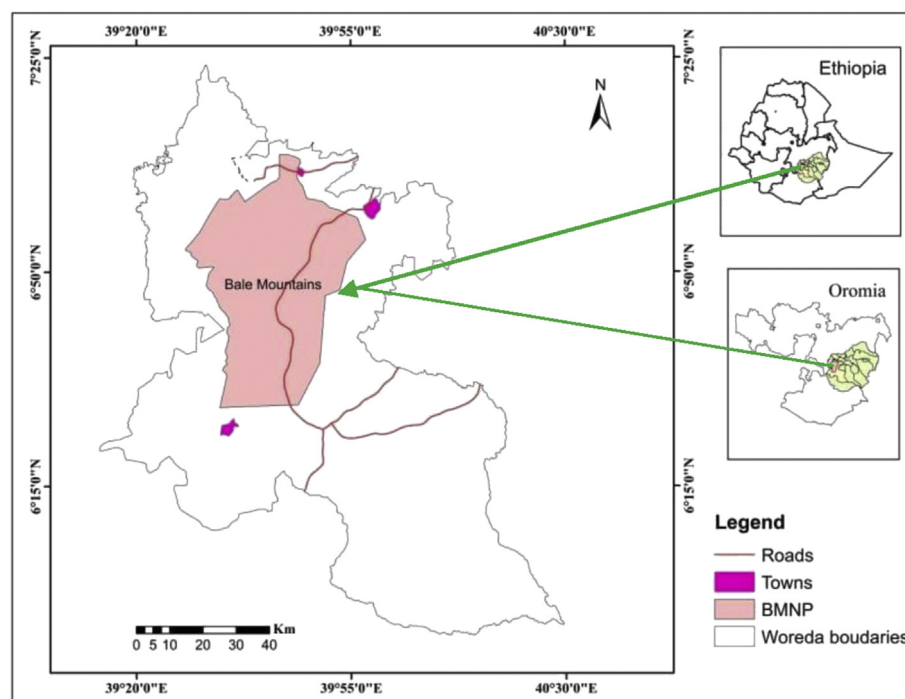 39°20'0"E 39°55'0"E 40°30'0"E
7°25'0"N
7°25'0"N
N
Ethiopia
6°50'0"N
6°50'0"N
Bale Mountains
Oromia
6°15'0"N
6°15'0"N
Legend
Roads
Towns
BMNP
Woreda boudaries
Km
0 5 10 20 30 40
39°20'0"E 39°55'0"E 40°30'0"E